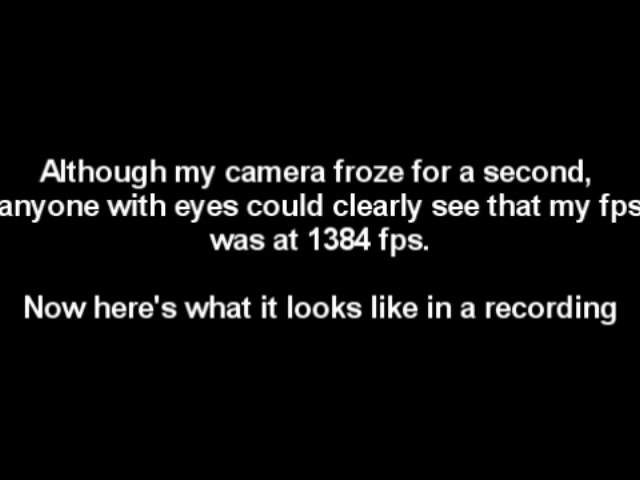 Although my camera froze for a second,
anyone with eyes could clearly see that my fps
was at 1384 fps.
Now here's what it looks like in a recording